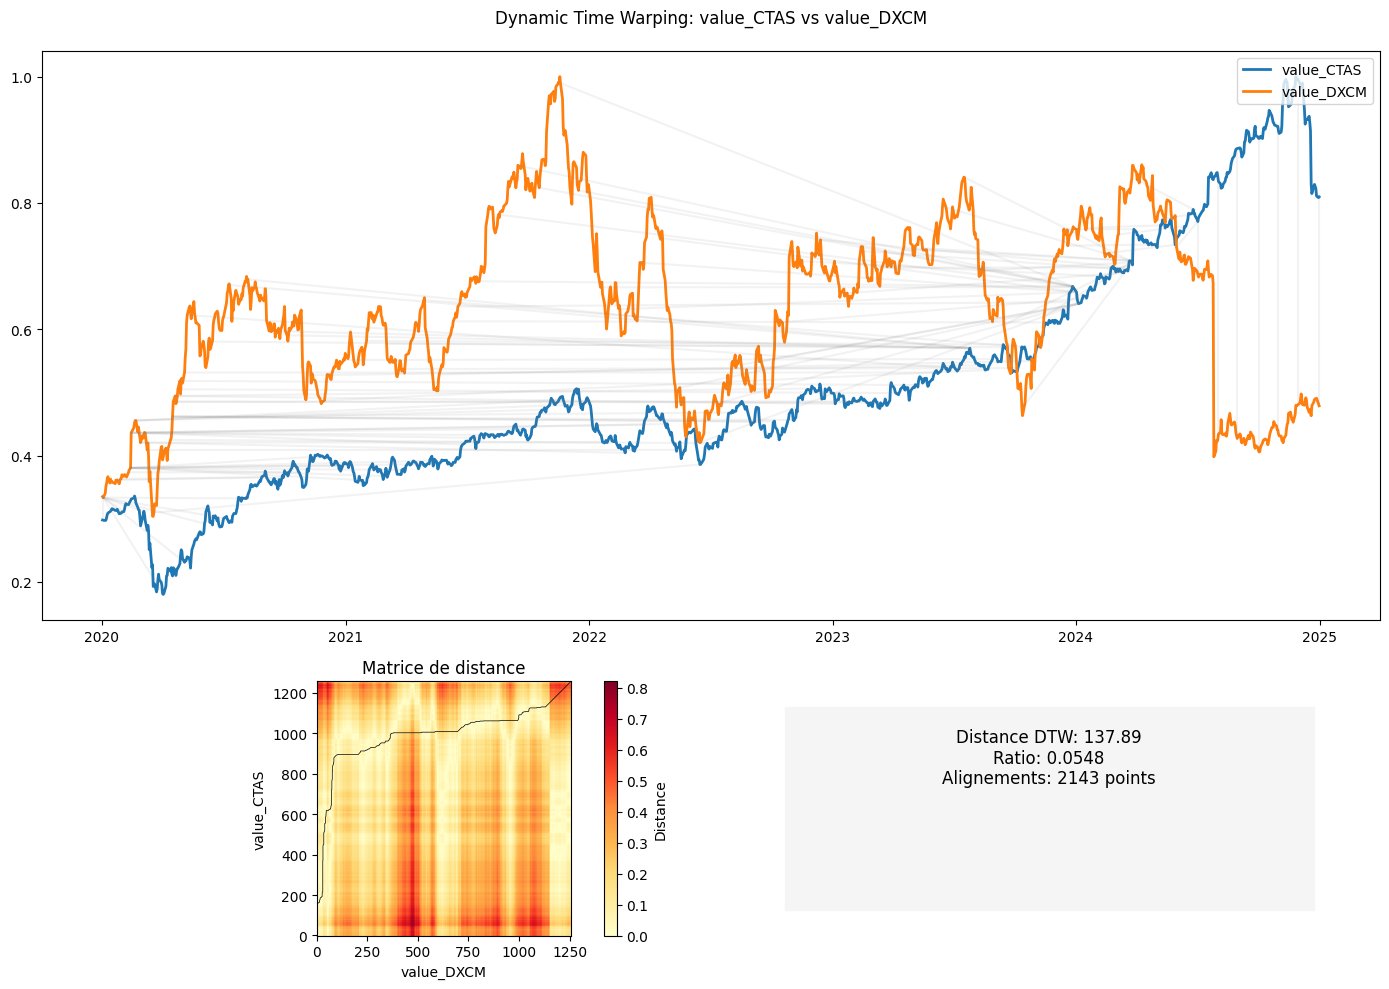 Dynamic Time Warping: value_CTAS vs value_DXCM
value_CTAS
value_DXCM
1.0
0.8
0.6
0.4
0.2
2020 2021 2022 2023 2024 2025
Matrice de distance
value_CTAS
1200
1000
800
600
400
200
0
0 250 500 750 1000 1250
value_DXCM
0.8
0.7
0.6
0.5
0.4
0.3
0.2
0.1
0.0
Distance
Distance DTW: 137.89
Ratio: 0.0548
Alignements: 2143 points